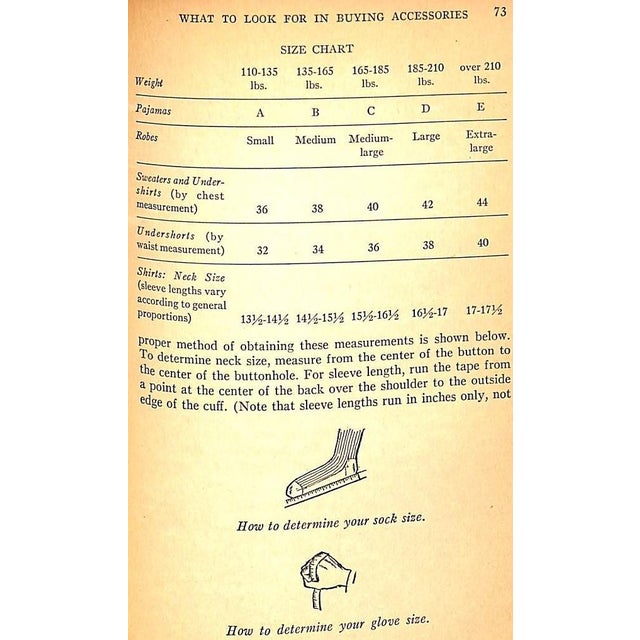 WHAT TO LOOK FOR IN BUYING ACCESSORIES 73
SIZE CHART
Weight 110-135 lbs. 135-165 lbs. 165-185 lbs. 185-210 lbs. over 210 lbs.
Pajamas A B C D E
Robes Small Medium Medium-large Large Extra-large
Sweaters and Under-
shirts (by chest
measurement) 36 38 40 42 44
Undershorts (by
waist measurement) 32 34 36 38 40
Shirts: Neck Size
(sleeve lengths vary
according to general
proportions) 13½-14½ 14½-15½ 15½-16½ 16½-17 17-17½
proper method of obtaining these measurements is shown below.
To determine neck size, measure from the center of the button to
the center of the buttonhole. For sleeve length, run the tape from
a point at the center of the back over the shoulder to the outside
edge of the cuff. (Note that sleeve lengths run in inches only, not
How to determine your sock size.
How to determine your glove size.